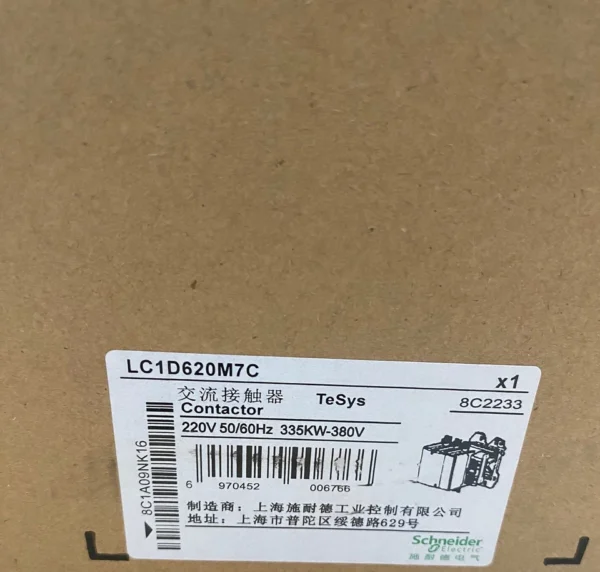 LC1D620M7C
x1
交流接触器 TeSys
8C2233
Contactor
220V 50/60Hz 335KW-380V
8C1A09NK16
6 970452 006766
制造商：上海施耐德工业控制有限公司
地址：上海市普陀区绥德路629号
Schneider
Electric
施耐德电气